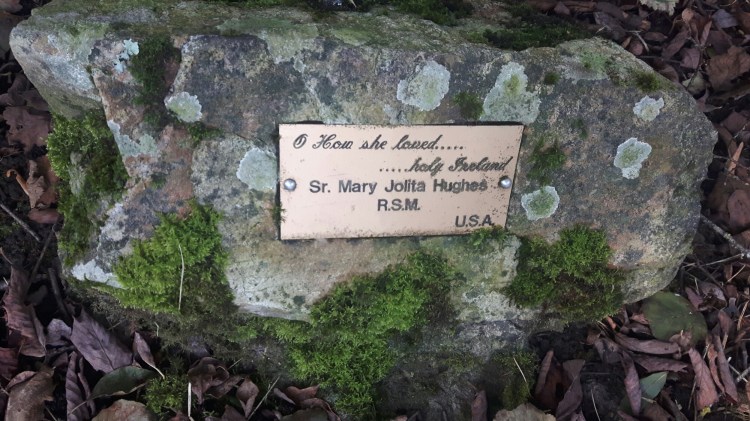 O How she loved.....
.....holy Ireland
Sr. Mary Jolita Hughes
R.S.M.
U.S.A.